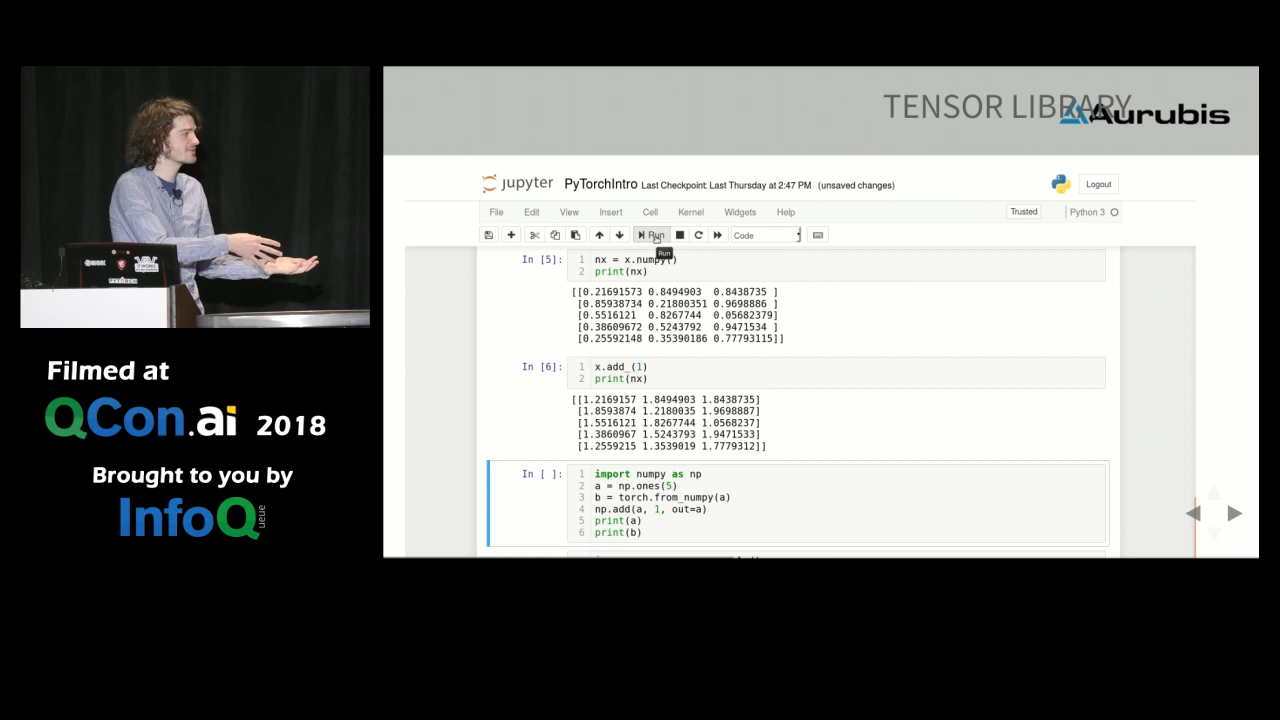 TENSOR LIBRARY
Aurubis
jupyter PyTorchIntro Last Checkpoint: Last Thursday at 2:47 PM (unsaved changes)
Logout
File Edit View Insert Cell Kernel Widgets Help
Trusted Python 3
Run Code
Run
In [5]: 1 nx = x.numpy()
2 print(nx)
[[0.21691573 0.8494903 0.8438735 ]
[0.85938734 0.21800351 0.9698886 ]
[0.5516121 0.8267744 0.05682379]
[0.38609672 0.5243792 0.9471534 ]
[0.25592148 0.35390186 0.77793115]]
In [6]: 1 x.add_(1)
2 print(nx)
[[1.2169157 1.8494903 1.8438735]
[1.8593874 1.2180035 1.9698887]
[1.5516121 1.8267744 1.0568237]
[1.3860967 1.5243793 1.9471533]
[1.2559215 1.3539019 1.7779312]]
In [ ]: 1 import numpy as np
2 a = np.ones(5)
3 b = torch.from_numpy(a)
4 np.add(a, 1, out=a)
5 print(a)
6 print(b)
PYTORCH
Filmed at
QCon.ai 2018
Brought to you by
InfoQueue